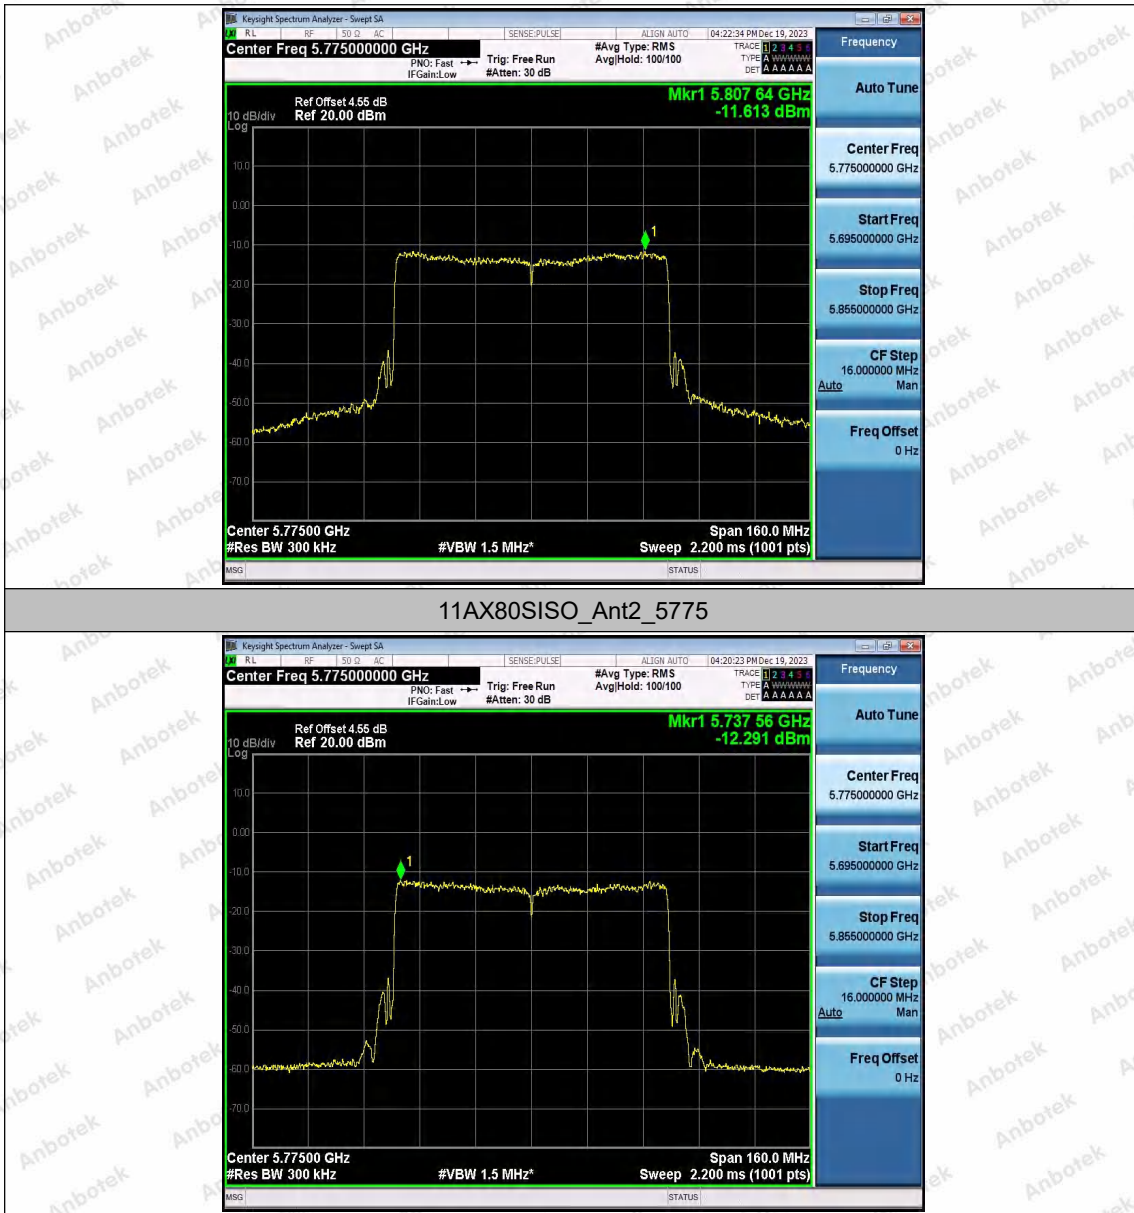 Keysight Spectrum Analyzer - Swept SA
RL RF 50 Ω AC SENSE:PULSE ALIGN AUTO 04:22:34 PM Dec 19, 2023
Center Freq 5.775000000 GHz
PNO: Fast
IFGain:Low
Trig: Free Run
#Atten: 30 dB
#Avg Type: RMS
Avg|Hold: 100/100
TRACE 1 2 3 4 5 6
TYPE A WWWWW
DET A A A A A A
Frequency
Auto Tune
Center Freq
5.775000000 GHz
Start Freq
5.695000000 GHz
Stop Freq
5.855000000 GHz
CF Step
16.000000 MHz
Auto Man
Freq Offset
0 Hz
Mkr1 5.807 64 GHz
-11.613 dBm
Ref Offset 4.55 dB
10 dB/div Ref 20.00 dBm
Log
10.0
0.00
-10.0
-20.0
-30.0
-40.0
-50.0
-60.0
-70.0
1
Center 5.77500 GHz Span 160.0 MHz
#Res BW 300 kHz #VBW 1.5 MHz* Sweep 2.200 ms (1001 pts)
MSG STATUS
11AX80SISO_Ant2_5775
Keysight Spectrum Analyzer - Swept SA
RL RF 50 Ω AC SENSE:PULSE ALIGN AUTO 04:20:23 PM Dec 19, 2023
Center Freq 5.775000000 GHz
PNO: Fast
IFGain:Low
Trig: Free Run
#Atten: 30 dB
#Avg Type: RMS
Avg|Hold: 100/100
TRACE 1 2 3 4 5 6
TYPE A WWWWW
DET A A A A A A
Frequency
Auto Tune
Center Freq
5.775000000 GHz
Start Freq
5.695000000 GHz
Stop Freq
5.855000000 GHz
CF Step
16.000000 MHz
Auto Man
Freq Offset
0 Hz
Mkr1 5.737 56 GHz
-12.291 dBm
Ref Offset 4.55 dB
10 dB/div Ref 20.00 dBm
Log
10.0
0.00
-10.0
-20.0
-30.0
-40.0
-50.0
-60.0
-70.0
1
Center 5.77500 GHz Span 160.0 MHz
#Res BW 300 kHz #VBW 1.5 MHz* Sweep 2.200 ms (1001 pts)
MSG STATUS
Anbotek